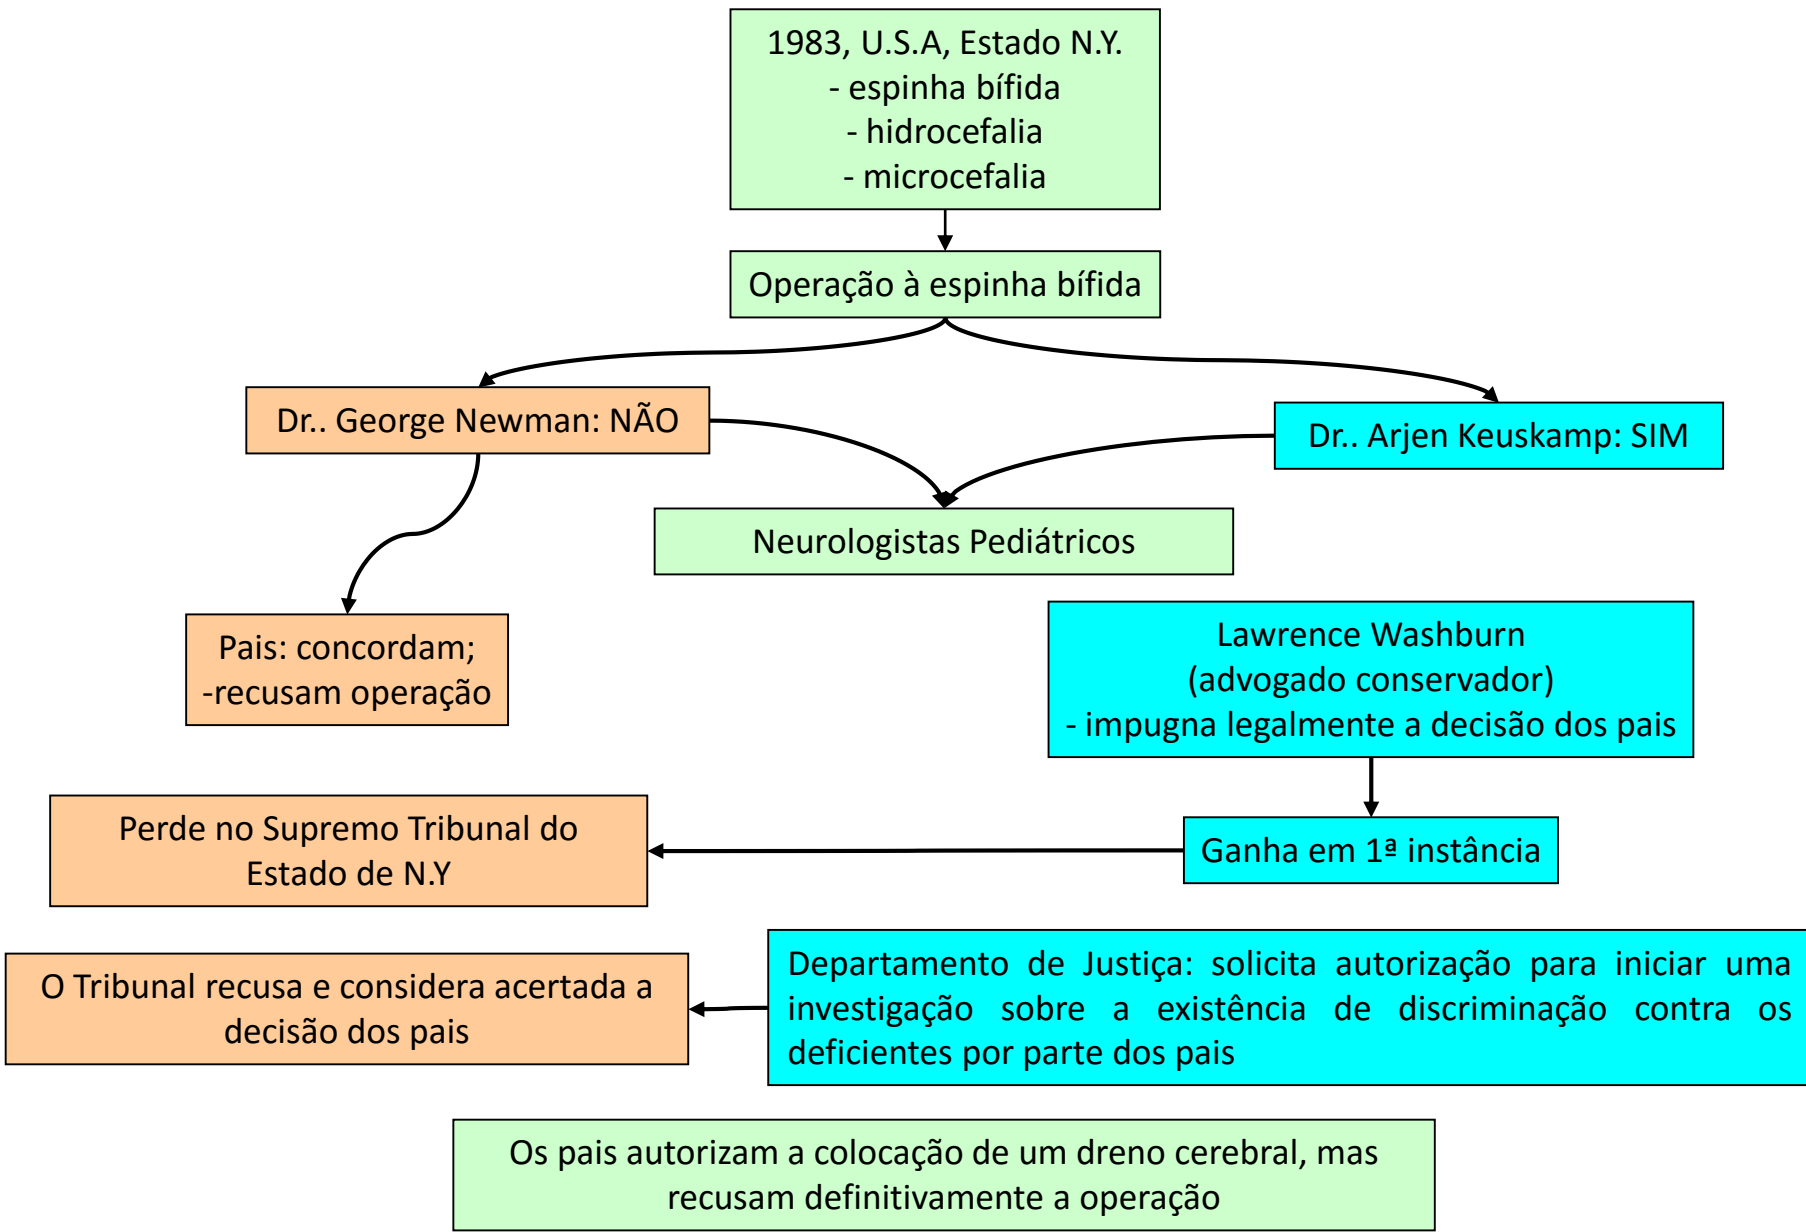 1983, U.S.A, Estado N.Y.
- espinha bífida
- hidrocefalia
- microcefalia
Operação à espinha bífida
Dr.. George Newman: NÃO
Dr.. Arjen Keuskamp: SIM
Neurologistas Pediátricos
Pais: concordam;
-recusam operação
Lawrence Washburn
(advogado conservador)
- impugna legalmente a decisão dos pais
Ganha em 1ª instância
Perde no Supremo Tribunal do
Estado de N.Y
Departamento de Justiça: solicita autorização para iniciar uma
investigação sobre a existência de discriminação contra os
deficientes por parte dos pais
O Tribunal recusa e considera acertada a
decisão dos pais
Os pais autorizam a colocação de um dreno cerebral, mas
recusam definitivamente a operação